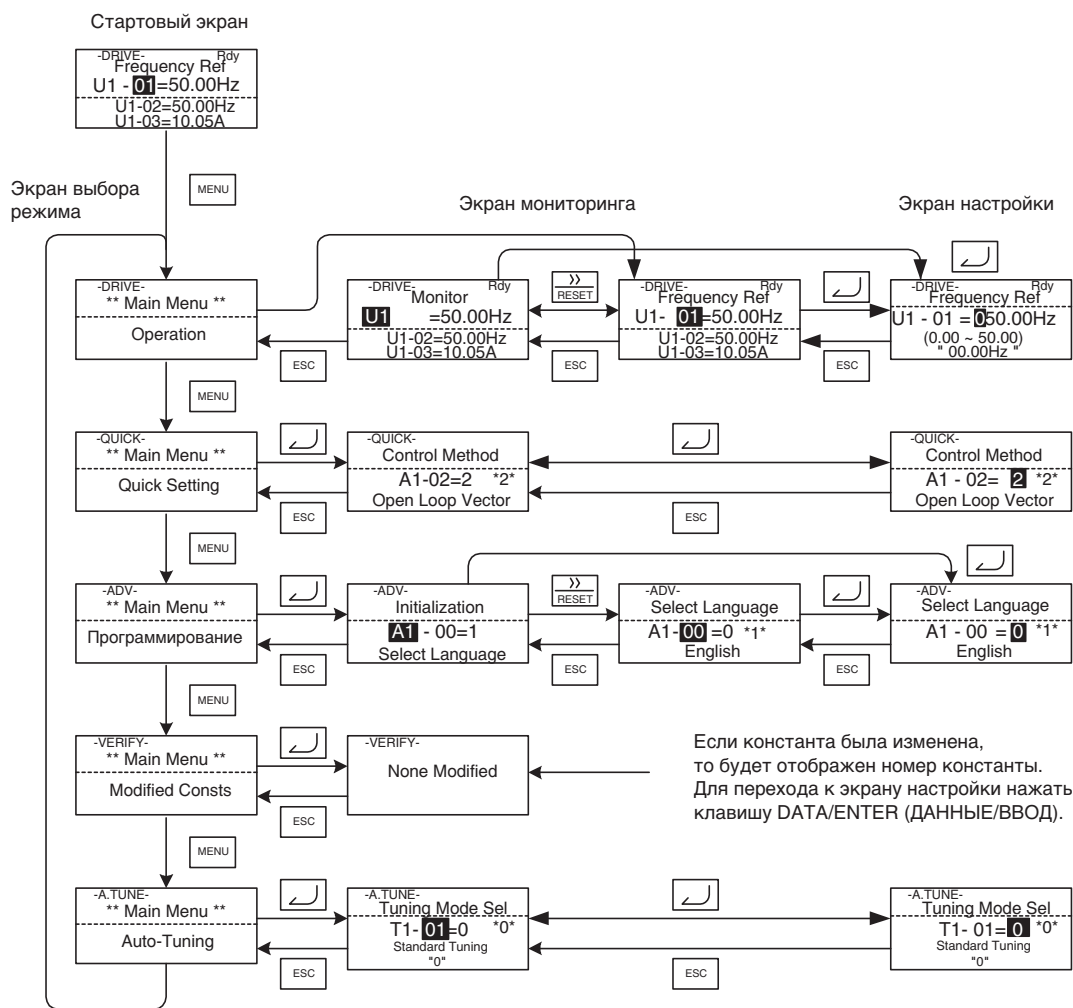 Стартовый экран
-DRIVE- Rdy
Frequency Ref
U1 - 01=50.00Hz
U1-02=50.00Hz
U1-03=10.05A
MENU
Экран выбора
режима
Экран мониторинга
Экран настройки
-DRIVE-
** Main Menu **
Operation
-DRIVE- Rdy
Monitor
U1 =50.00Hz
U1-02=50.00Hz
U1-03=10.05A
>>
RESET
-DRIVE- Rdy
Frequency Ref
U1- 01=50.00Hz
U1-02=50.00Hz
U1-03=10.05A
-DRIVE- Rdy
Frequency Ref
U1 - 01 = 050.00Hz
(0.00 ~ 50.00)
" 00.00Hz "
ESC
ESC
ESC
MENU
-QUICK-
** Main Menu **
Quick Setting
-QUICK-
Control Method
A1-02=2 *2*
Open Loop Vector
-QUICK-
Control Method
A1 - 02= 2 *2*
Open Loop Vector
ESC
ESC
MENU
-ADV-
** Main Menu **
Программирование
-ADV-
Initialization
A1 - 00=1
Select Language
>>
RESET
-ADV-
Select Language
A1- 00 =0 *1*
English
-ADV-
Select Language
A1 - 00 = 0 *1*
English
ESC
ESC
ESC
MENU
-VERIFY-
** Main Menu **
Modified Consts
-VERIFY-
None Modified
Если константа была изменена,
то будет отображен номер константы.
Для перехода к экрану настройки нажать
клавишу DATA/ENTER (ДАННЫЕ/ВВОД).
ESC
MENU
-A.TUNE-
** Main Menu **
Auto-Tuning
-A.TUNE-
Tuning Mode Sel
T1- 01=0 *0*
Standard Tuning
"0"
-A.TUNE-
Tuning Mode Sel
T1- 01= 0 *0*
Standard Tuning
"0"
ESC
ESC